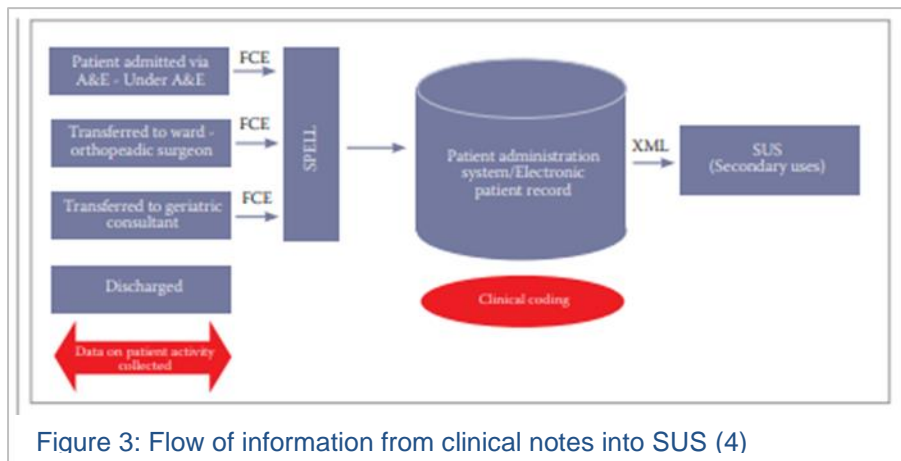 Patient admitted via
A&E - Under A&E
FCE
Transferred to ward -
orthopeadic surgeon
FCE
Transferred to geriatric
consultant
FCE
Discharged
Data on patient activity
collected
SPELL
Patient administration
system/Electronic
patient record
Clinical coding
XML
SUS
(Secondary uses)
Figure 3: Flow of information from clinical notes into SUS (4)